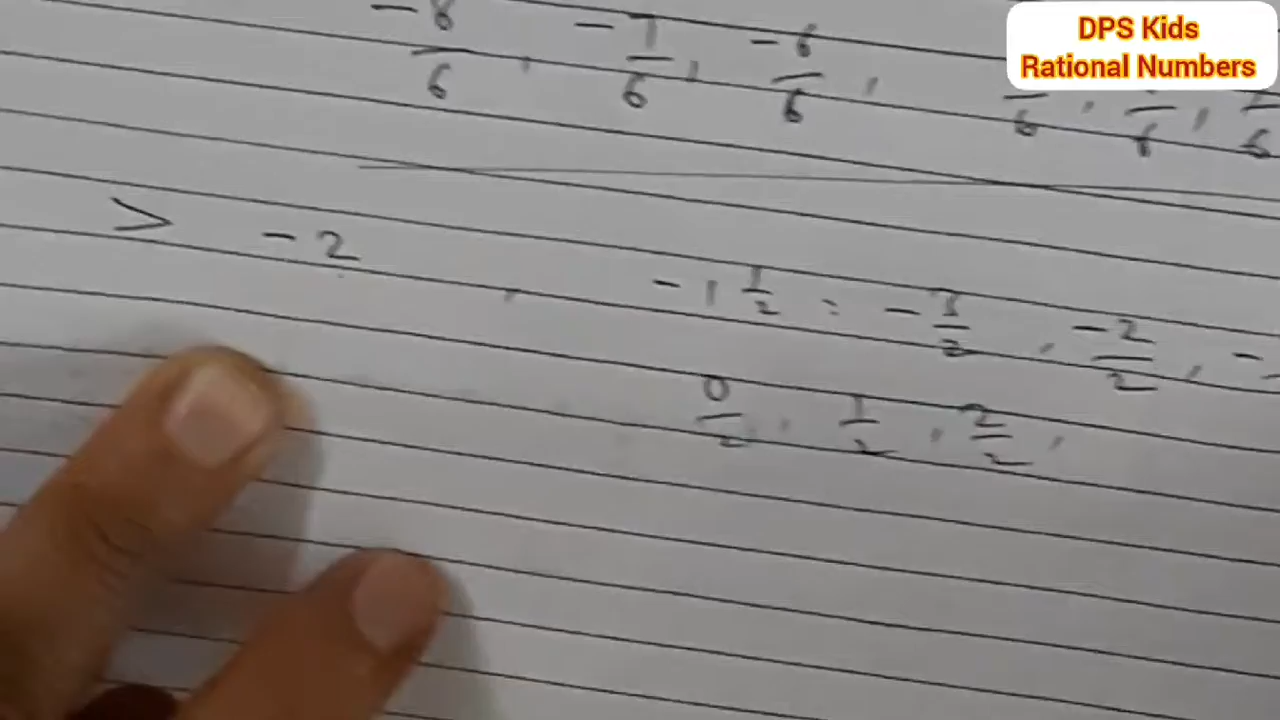 DPS Kids
Rational Numbers
-8/6, -7/6, -6/6,
> -2, -1 1/2 = -3/2, -2/2, -
0/2, 1/2, 2/2,